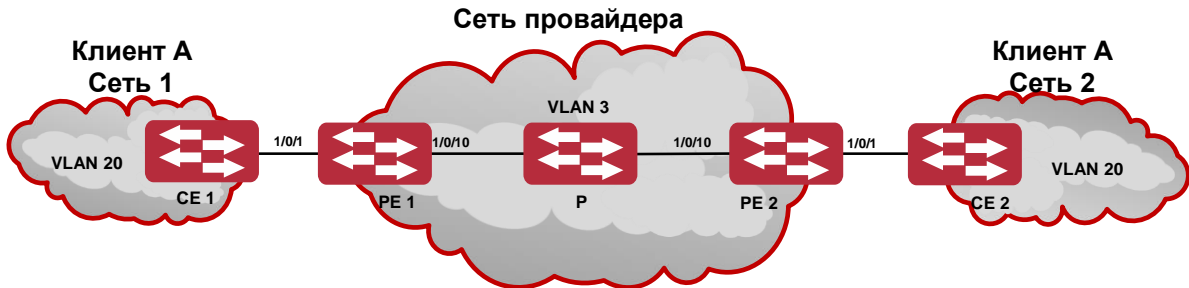 Сеть провайдера
Клиент А
Сеть 1
Клиент А
Сеть 2
VLAN 3
1/0/1
1/0/10
1/0/10
1/0/1
VLAN 20
VLAN 20
CE 1
PE 1
P
PE 2
CE 2